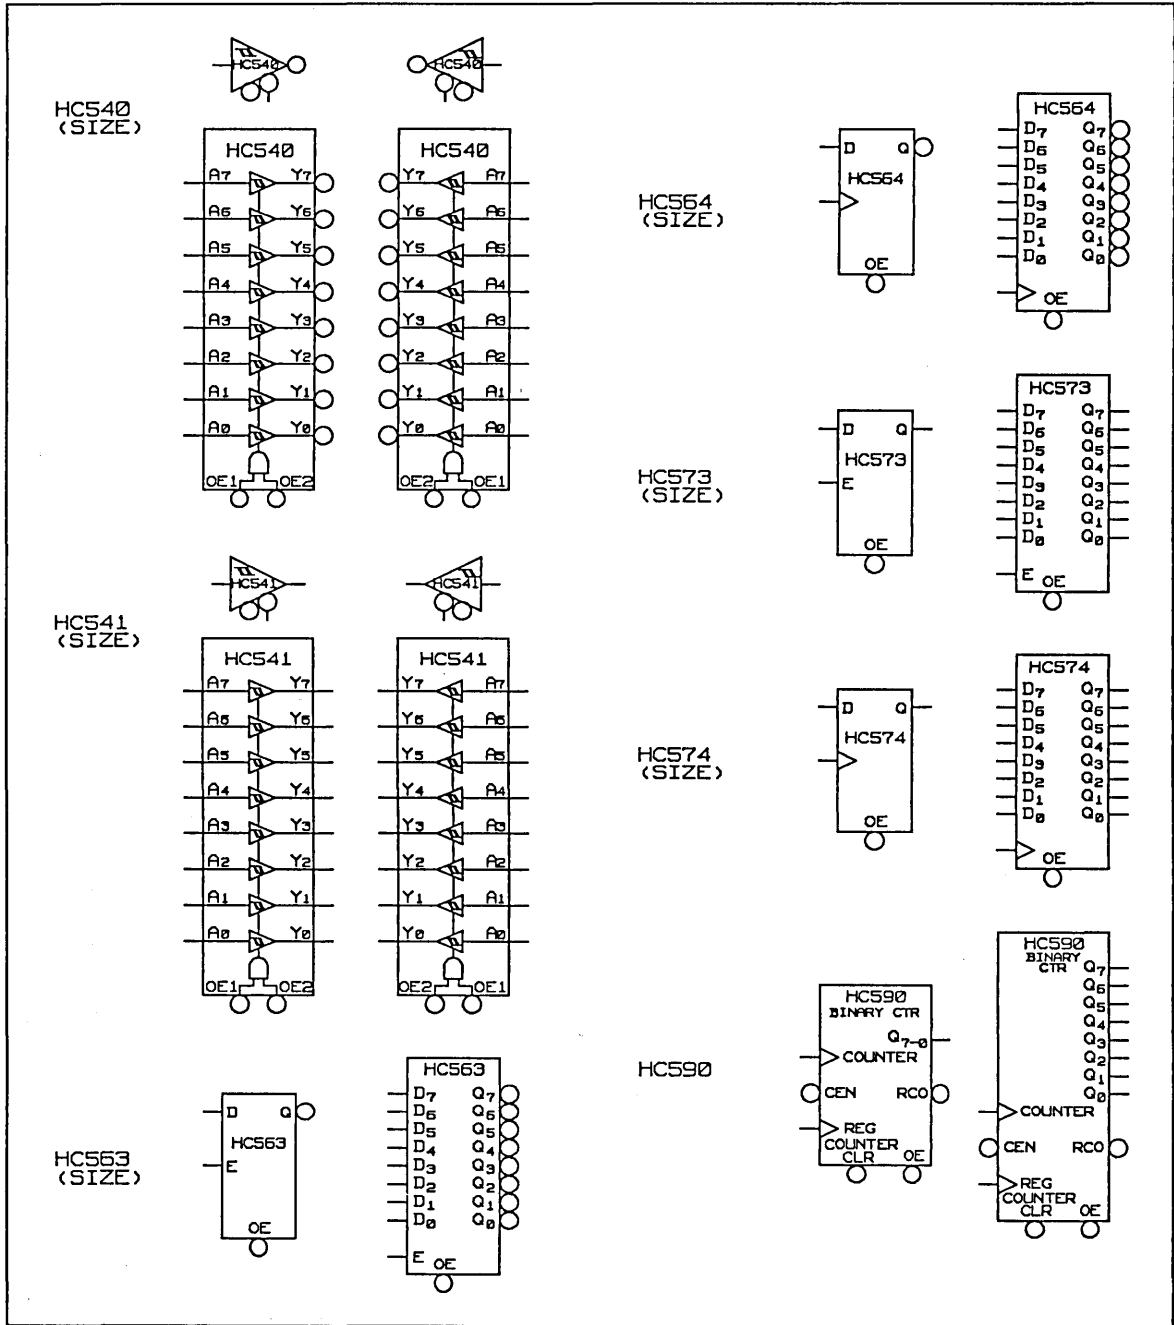 HC540
(SIZE)
HC540
HC540
HC540
A7 Y7
A6 Y6
A5 Y5
A4 Y4
A3 Y3
A2 Y2
A1 Y1
A0 Y0
OE1 OE2
HC540
Y7 A7
Y6 A6
Y5 A5
Y4 A4
Y3 A3
Y2 A2
Y1 A1
Y0 A0
OE2 OE1
HC541
(SIZE)
HC541
HC541
HC541
A7 Y7
A6 Y6
A5 Y5
A4 Y4
A3 Y3
A2 Y2
A1 Y1
A0 Y0
OE1 OE2
HC541
Y7 A7
Y6 A6
Y5 A5
Y4 A4
Y3 A3
Y2 A2
Y1 A1
Y0 A0
OE2 OE1
HC563
(SIZE)
D Q
HC563
E
OE
HC563
D7 Q7
D6 Q6
D5 Q5
D4 Q4
D3 Q3
D2 Q2
D1 Q1
D0 Q0
E OE
HC564
(SIZE)
D Q
HC564
OE
HC564
D7 Q7
D6 Q6
D5 Q5
D4 Q4
D3 Q3
D2 Q2
D1 Q1
D0 Q0
OE
HC573
(SIZE)
D Q
HC573
E
OE
HC573
D7 Q7
D6 Q6
D5 Q5
D4 Q4
D3 Q3
D2 Q2
D1 Q1
D0 Q0
E OE
HC574
(SIZE)
D Q
HC574
OE
HC574
D7 Q7
D6 Q6
D5 Q5
D4 Q4
D3 Q3
D2 Q2
D1 Q1
D0 Q0
OE
HC590
HC590
BINARY CTR
Q7-0
COUNTER
CEN RCO
REG
COUNTER
CLR OE
HC590
BINARY
CTR
Q7
Q6
Q5
Q4
Q3
Q2
Q1
Q0
COUNTER
CEN RCO
REG
COUNTER
CLR OE